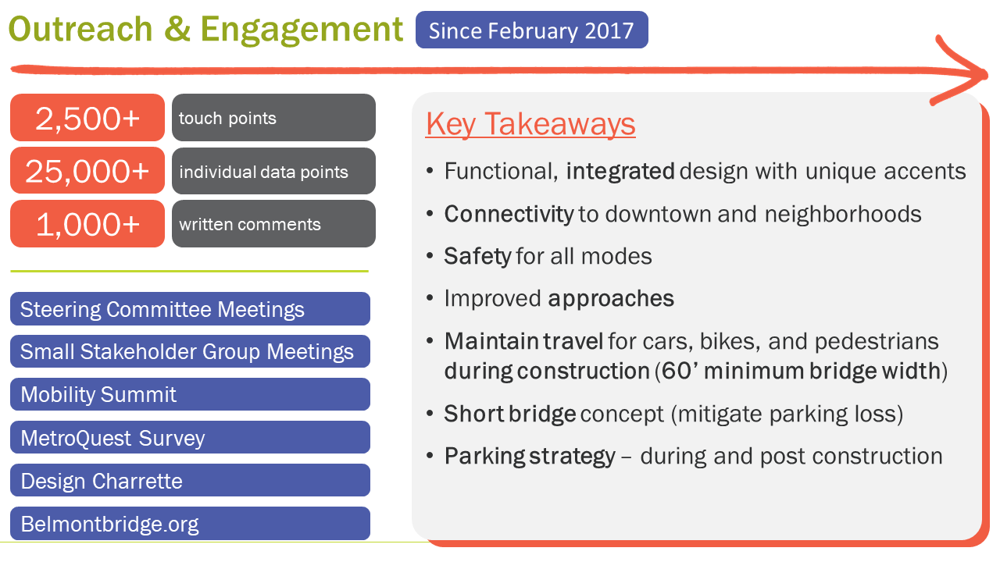 Outreach & Engagement
Since February 2017
2,500+
touch points
25,000+
individual data points
1,000+
written comments
Steering Committee Meetings
Small Stakeholder Group Meetings
Mobility Summit
MetroQuest Survey
Design Charrette
Belmontbridge.org
Key Takeaways
• Functional, integrated design with unique accents
• Connectivity to downtown and neighborhoods
• Safety for all modes
• Improved approaches
• Maintain travel for cars, bikes, and pedestrians
during construction (60’ minimum bridge width)
• Short bridge concept (mitigate parking loss)
• Parking strategy – during and post construction